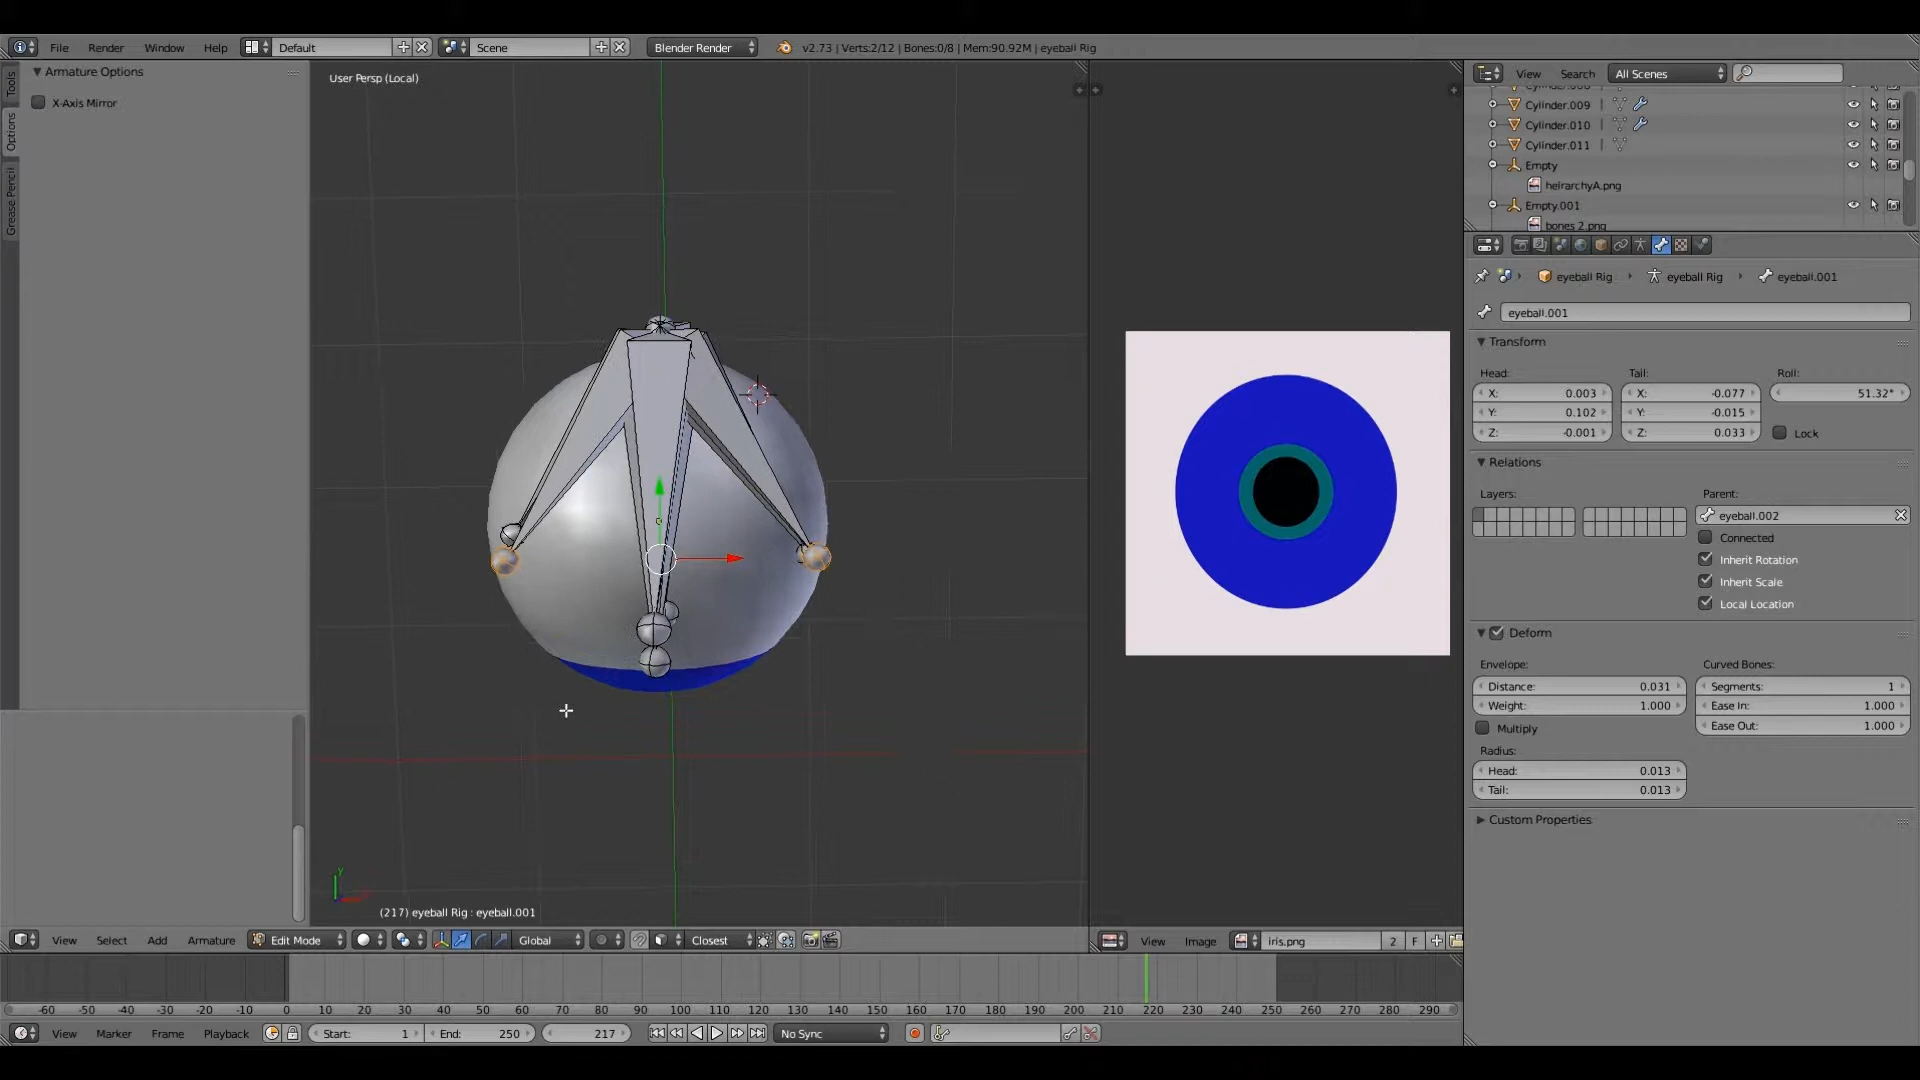 File Render Window Help Default Scene Blender Render v2.73 | Verts:2/12 | Bones:0/8 | Mem:90.92M | eyeball Rig
Tools
Options
Grease Pencil
Armature Options
X-Axis Mirror
User Persp (Local)
(217) eyeball Rig : eyeball.001
View Select Add Armature Edit Mode Global Closest
View Image iris.png 2 F
View Search All Scenes
Cylinder.009
Cylinder.010
Cylinder.011
Empty
heirarchyA.png
Empty.001
bones 2.png
eyeball Rig eyeball Rig eyeball.001
eyeball.001
Transform
Head: Tail: Roll:
X: 0.003 X: -0.077 51.32°
Y: 0.102 Y: -0.015
Z: -0.001 Z: 0.033 Lock
Relations
Layers: Parent:
eyeball.002
Connected
Inherit Rotation
Inherit Scale
Local Location
Deform
Envelope: Curved Bones:
Distance: 0.031 Segments: 1
Weight: 1.000 Ease In: 1.000
Multiply Ease Out: 1.000
Radius:
Head: 0.013
Tail: 0.013
Custom Properties
-60 -50 -40 -30 -20 -10 0 10 20 30 40 50 60 70 80 90 100 110 120 130 140 150 160 170 180 190 200 210 220 230 240 250 260 270 280 290
View Marker Frame Playback Start: 1 End: 250 217 No Sync